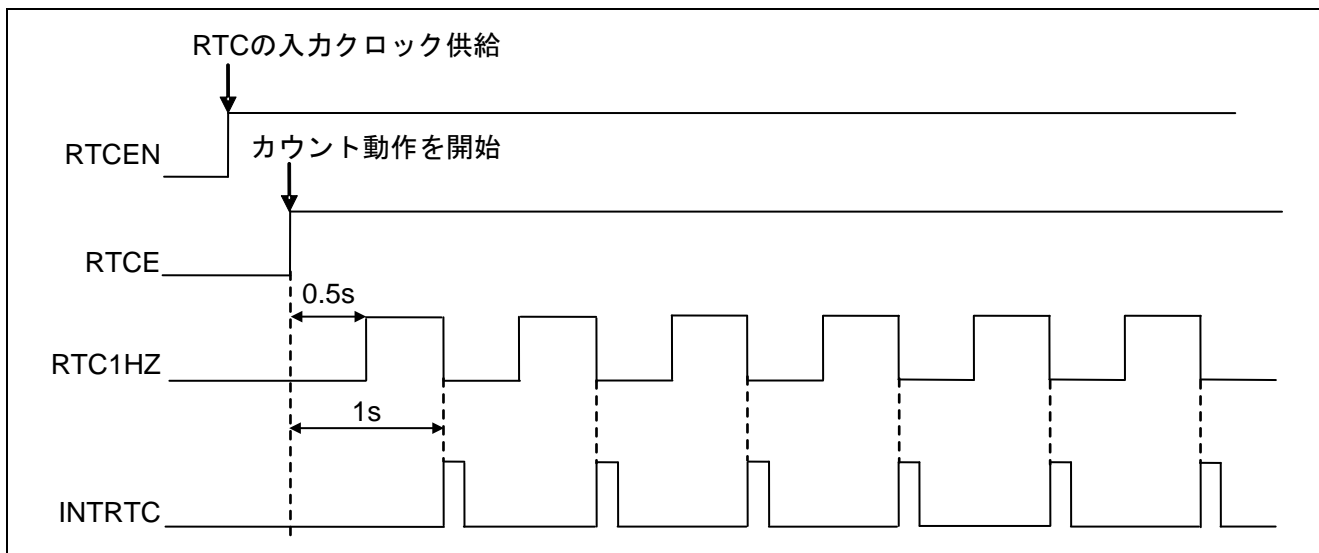 RTCの入力クロック供給
RTCEN
カウント動作を開始
RTCE
0.5s
RTC1HZ
1s
INTRTC